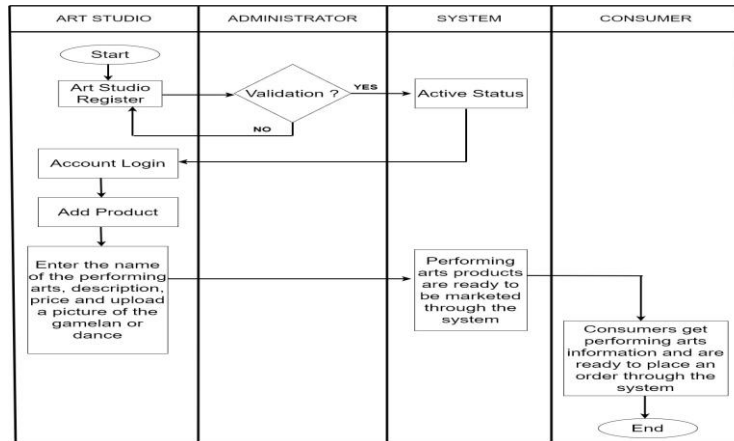 ART STUDIO
ADMINISTRATOR
SYSTEM
CONSUMER
Start
Art Studio
Register
Validation ?
YES
Active Status
NO
Account Login
Add Product
Enter the name
of the performing
arts, description,
price and upload
a picture of the
gamelan or
dance
Performing
arts products
are ready to
be marketed
through the
system
Consumers get
performing arts
information and are
ready to place an
order through the
system
End